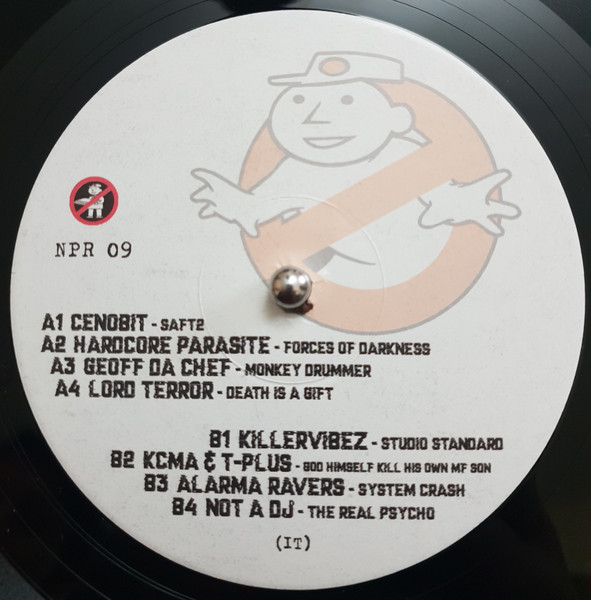 NPR 09
A1 CENOBIT - SAFT2
A2 HARDCORE PARASITE - FORCES OF DARKNESS
A3 GEOFF DA CHEF - MONKEY DRUMMER
A4 LORD TERROR - DEATH IS A GIFT
B1 KILLERVIBEZ - STUDIO STANDARD
B2 KCMA & T-PLUS - GOD HIMSELF KILL HIS OWN MF SON
B3 ALARMA RAVERS - SYSTEM CRASH
B4 NOT A DJ - THE REAL PSYCHO
(IT)